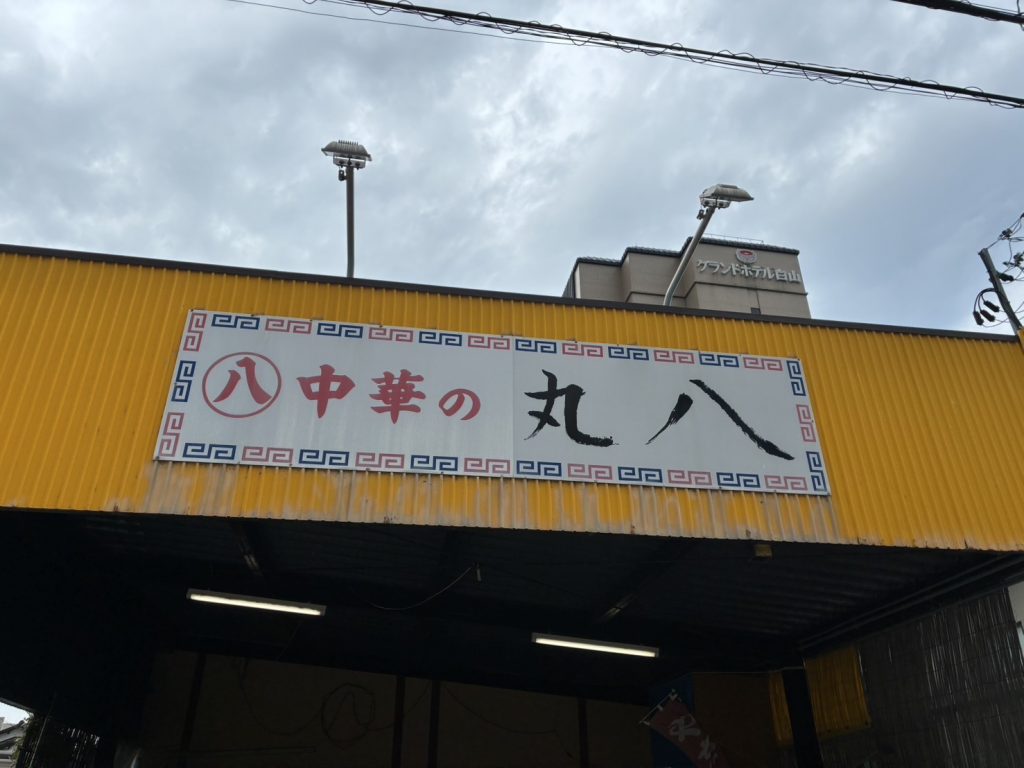 グランドホテル白山
八 中華の 丸八